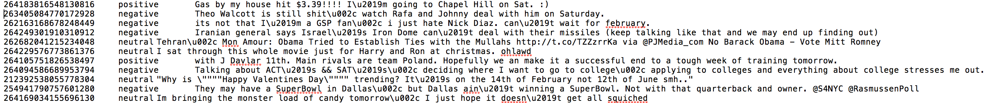 264183816548130816	positive	Gas by my house hit $3.39!!!! I\u2019m going to Chapel Hill on Sat. :)
263405084770172928	negative	Theo Walcott is still shit\u002c watch Rafa and Johnny deal with him on Saturday.
262163168678248449	negative	its not that I\u2019m a GSP fan\u002c i just hate Nick Diaz. can\u2019t wait for february.
264249301910310912	negative	Iranian general says Israel\u2019s Iron Dome can\u2019t deal with their missiles (keep talking like that and we may end up finding out)
262682041215234048	neutral	Tehran\u002c Mon Amour: Obama Tried to Establish Ties with the Mullahs http://t.co/TZZzrrKa via @PJMedia_com No Barack Obama - Vote Mitt Romney
264229576773861376	neutral	I sat through this whole movie just for Harry and Ron at christmas. ohlawd
264105751826538497	positive	with J Davlar 11th. Main rivals are team Poland. Hopefully we an make it a successful end to a tough week of training tomorrow.
264094586689953794	negative	Talking about ACT\u2019s && SAT\u2019s\u002c deciding where I want to go to college\u002c applying to colleges and everything about college stresses me out.
212392538055778304	neutral	"Why is \""""Happy Valentines Day\"""" trending? It\u2019s on the 14th of February not 12th of June smh.."
254941790757601280	negative	They may have a SuperBowl in Dallas\u002c but Dallas ain\u2019t winning a SuperBowl. Not with that quarterback and owner. @S4NYC @RasmussenPoll
264169034155696130	neutral	Im bringing the monster load of candy tomorrow\u002c I just hope it doesn\u2019t get all squiched